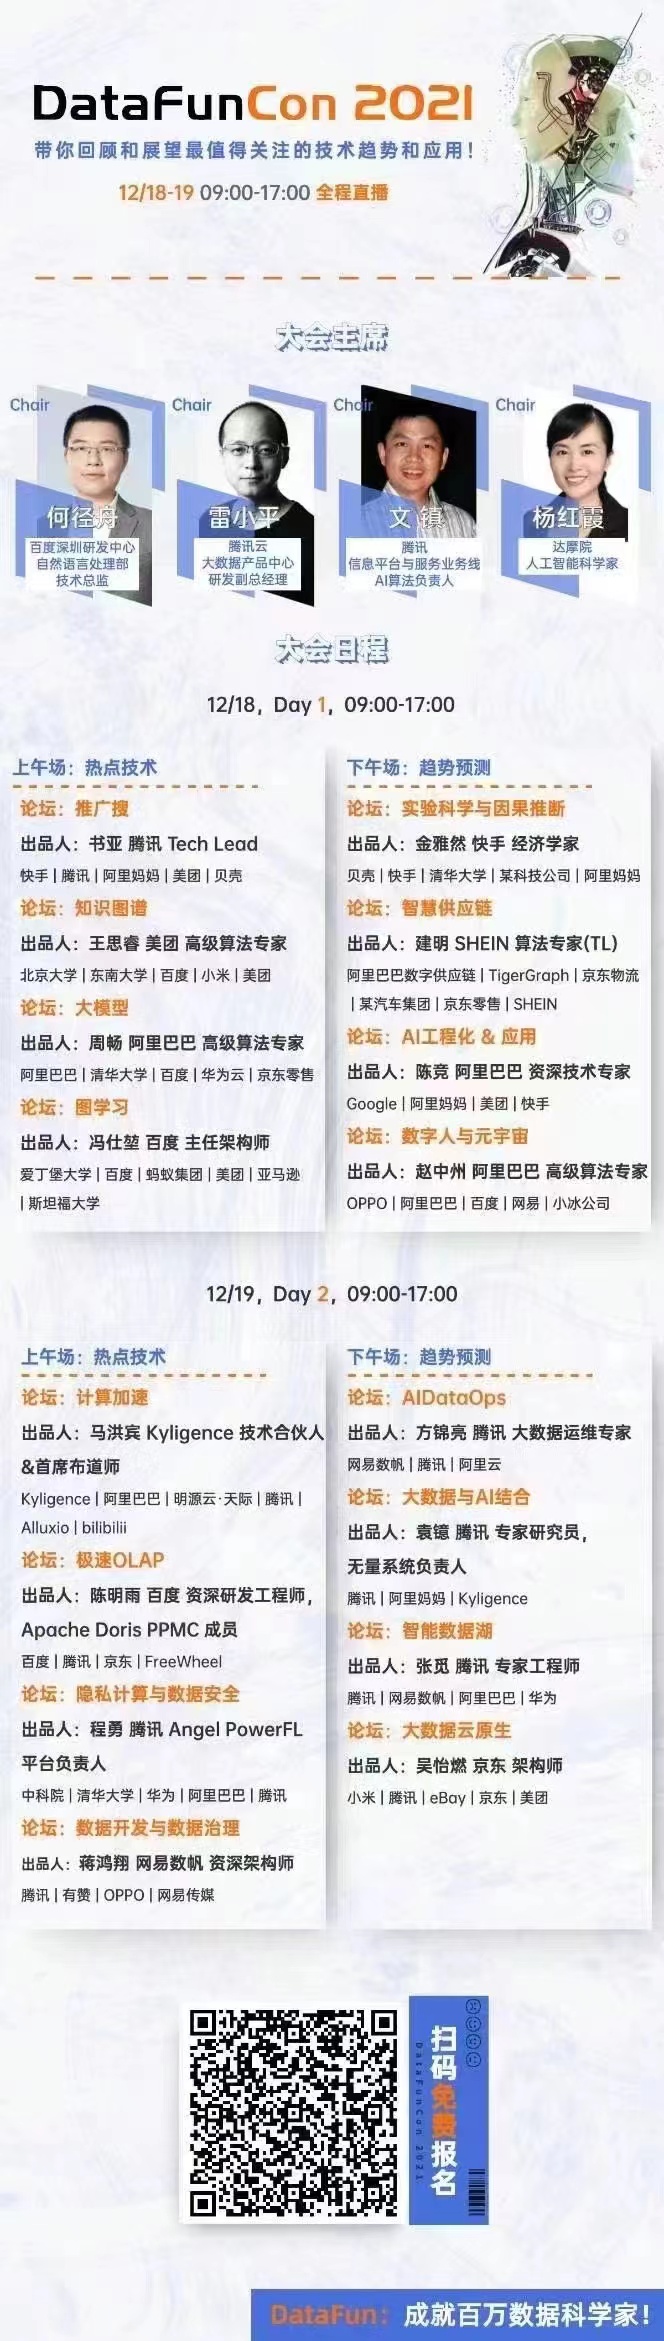 DataFunCon 2021
带你回顾和展望最值得关注的技术趋势和应用！
12/18-19 09:00-17:00 全程直播
大会主席
Chair
何径舟
百度深圳研发中心
自然语言处理部
技术总监
Chair
雷小平
腾讯云
大数据产品中心
研发副总经理
Chair
文 镇
腾讯
信息平台与服务业务线
AI算法负责人
Chair
杨红霞
达摩院
人工智能科学家
大会日程
12/18，Day 1，09:00-17:00
上午场：热点技术
论坛：推广搜
出品人：书亚 腾讯 Tech Lead
快手 | 腾讯 | 阿里妈妈 | 美团 | 贝壳
论坛：知识图谱
出品人：王思睿 美团 高级算法专家
北京大学 | 东南大学 | 百度 | 小米 | 美团
论坛：大模型
出品人：周畅 阿里巴巴 高级算法专家
阿里巴巴 | 清华大学 | 百度 | 华为云 | 京东零售
论坛：图学习
出品人：冯仕堃 百度 主任架构师
爱丁堡大学 | 百度 | 蚂蚁集团 | 美团 | 亚马逊
| 斯坦福大学
下午场：趋势预测
论坛：实验科学与因果推断
出品人：金雅然 快手 经济学家
贝壳 | 快手 | 清华大学 | 某科技公司 | 阿里妈妈
论坛：智慧供应链
出品人：建明 SHEIN 算法专家(TL)
阿里巴巴数字供应链 | TigerGraph | 京东物流
| 某汽车集团 | 京东零售 | SHEIN
论坛：AI工程化 & 应用
出品人：陈竞 阿里巴巴 资深技术专家
Google | 阿里妈妈 | 美团 | 快手
论坛：数字人与元宇宙
出品人：赵中州 阿里巴巴 高级算法专家
OPPO | 阿里巴巴 | 百度 | 网易 | 小冰公司
12/19，Day 2，09:00-17:00
上午场：热点技术
论坛：计算加速
出品人：马洪宾 Kyligence 技术合伙人
&首席布道师
Kyligence | 阿里巴巴 | 明源云·天际 | 腾讯 |
Alluxio | bilibilii
论坛：极速OLAP
出品人：陈明雨 百度 资深研发工程师，
Apache Doris PPMC 成员
百度 | 腾讯 | 京东 | FreeWheel
论坛：隐私计算与数据安全
出品人：程勇 腾讯 Angel PowerFL
平台负责人
中科院 | 清华大学 | 华为 | 阿里巴巴 | 腾讯
论坛：数据开发与数据治理
出品人：蒋鸿翔 网易数帆 资深架构师
腾讯 | 有赞 | OPPO | 网易传媒
下午场：趋势预测
论坛：AIDataOps
出品人：方锦亮 腾讯 大数据运维专家
网易数帆 | 腾讯 | 阿里云
论坛：大数据与AI结合
出品人：袁镱 腾讯 专家研究员，
无量系统负责人
腾讯 | 阿里妈妈 | Kyligence
论坛：智能数据湖
出品人：张觅 腾讯 专家工程师
腾讯 | 网易数帆 | 阿里巴巴 | 华为
论坛：大数据云原生
出品人：吴怡燃 京东 架构师
小米 | 腾讯 | eBay | 京东 | 美团
扫码免费报名
DataFunCon 2021
DataFun：成就百万数据科学家！